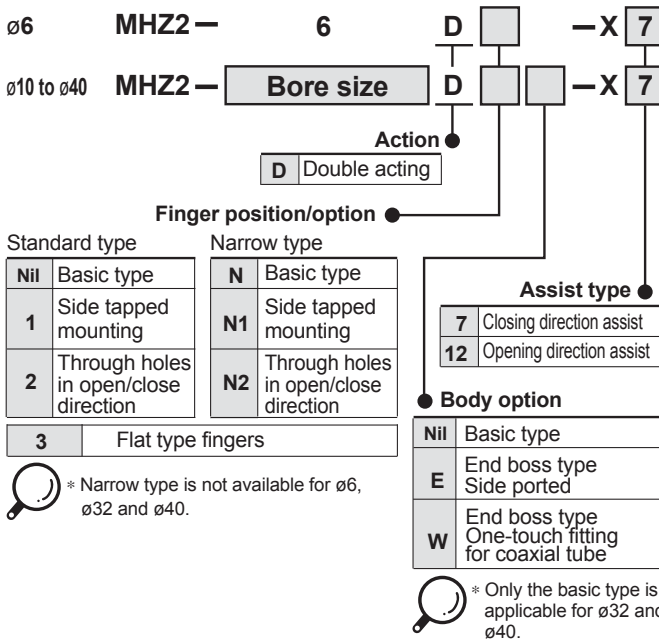 ø6 MHZ2— 6 D —X 7
ø10 to ø40 MHZ2— Bore size D —X 7
Action
D Double acting
Finger position/option
Standard type
Nil Basic type
1 Side tapped
mounting
2 Through holes
in open/close
direction
Narrow type
N Basic type
N1 Side tapped
mounting
N2 Through holes
in open/close
direction
3 Flat type fingers
* Narrow type is not available for ø6,
ø32 and ø40.
Assist type
7 Closing direction assist
12 Opening direction assist
Body option
Nil Basic type
E End boss type
Side ported
W End boss type
One-touch fitting
for coaxial tube
* Only the basic type is
applicable for ø32 and
ø40.